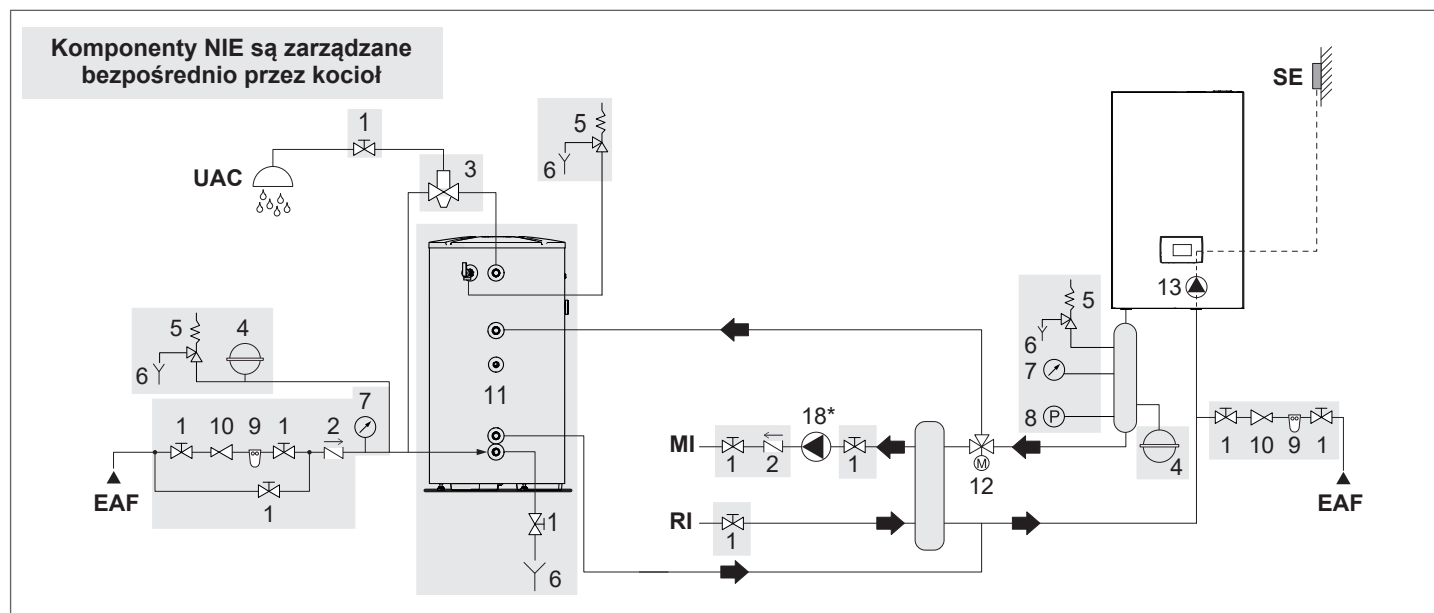 Komponenty NIE są zarządzane
bezpośrednio przez kocioł
SE
1
5
6
3
UAC
13
5
4
6
7
1 10 9 1 2
EAF
1
11
1
6
5
6
7
8 P
4
18*
MI
1 2 1
M
12
RI
1
1 10 9 1
EAF